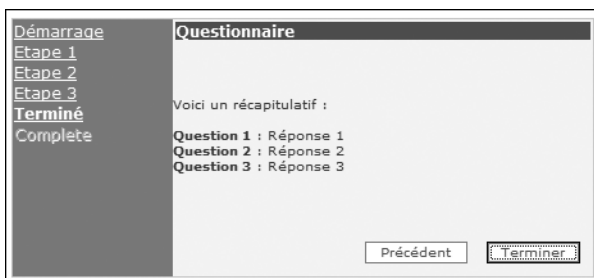 Démarrage
Etape 1
Etape 2
Etape 3
Terminé
Complete
Questionnaire
Voici un récapitulatif :
Question 1 : Réponse 1
Question 2 : Réponse 2
Question 3 : Réponse 3
Précédent
Terminer